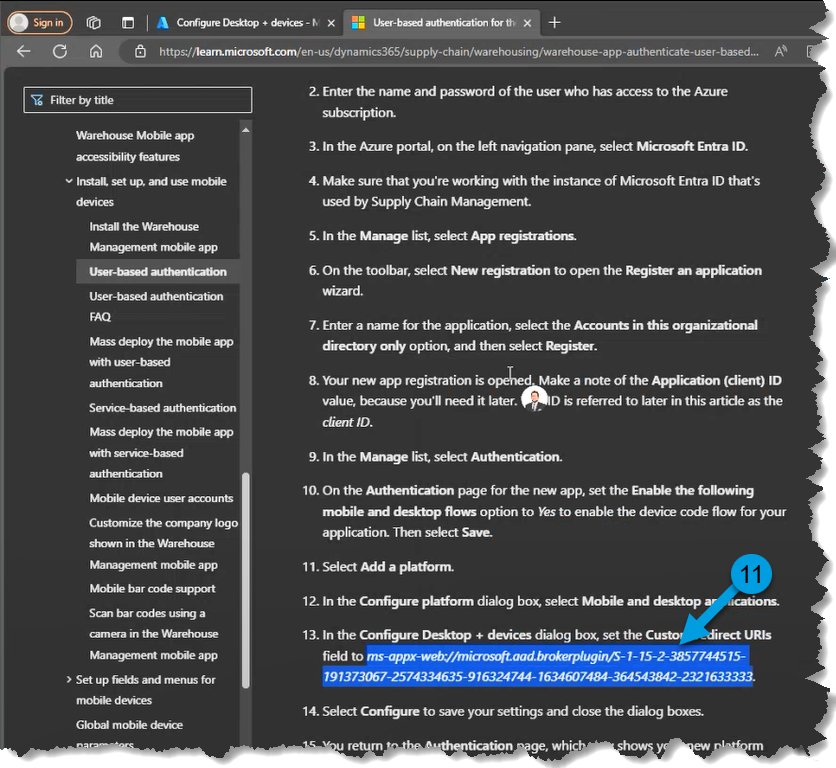 Sign in
Configure Desktop + devices - M
User-based authentication for the
https://learn.microsoft.com/en-us/dynamics365/supply-chain/warehousing/warehouse-app-authenticate-user-based...
Filter by title
Warehouse Mobile app
accessibility features
Install, set up, and use mobile
devices
Install the Warehouse
Management mobile app
User-based authentication
User-based authentication
FAQ
Mass deploy the mobile app
with user-based
authentication
Service-based authentication
Mass deploy the mobile app
with service-based
authentication
Mobile device user accounts
Customize the company logo
shown in the Warehouse
Management mobile app
Mobile bar code support
Scan bar codes using a
camera in the Warehouse
Management mobile app
Set up fields and menus for
mobile devices
Global mobile device
parameters
2. Enter the name and password of the user who has access to the Azure
subscription.
3. In the Azure portal, on the left navigation pane, select Microsoft Entra ID.
4. Make sure that you're working with the instance of Microsoft Entra ID that's
used by Supply Chain Management.
5. In the Manage list, select App registrations.
6. On the toolbar, select New registration to open the Register an application
wizard.
7. Enter a name for the application, select the Accounts in this organizational
directory only option, and then select Register.
8. Your new app registration is opened. Make a note of the Application (client) ID
value, because you'll need it later. ID is referred to later in this article as the
client ID.
9. In the Manage list, select Authentication.
10. On the Authentication page for the new app, set the Enable the following
mobile and desktop flows option to Yes to enable the device code flow for your
application. Then select Save.
11. Select Add a platform.
11
12. In the Configure platform dialog box, select Mobile and desktop applications.
13. In the Configure Desktop + devices dialog box, set the Custom redirect URIs
field to ms-appx-web://microsoft.aad.brokerplugin/S-1-15-2-3857744515-
191373067-2574334635-916324744-1634607484-364543842-2321633333.
14. Select Configure to save your settings and close the dialog boxes.
15. You return to the Authentication page, which now shows your new platform